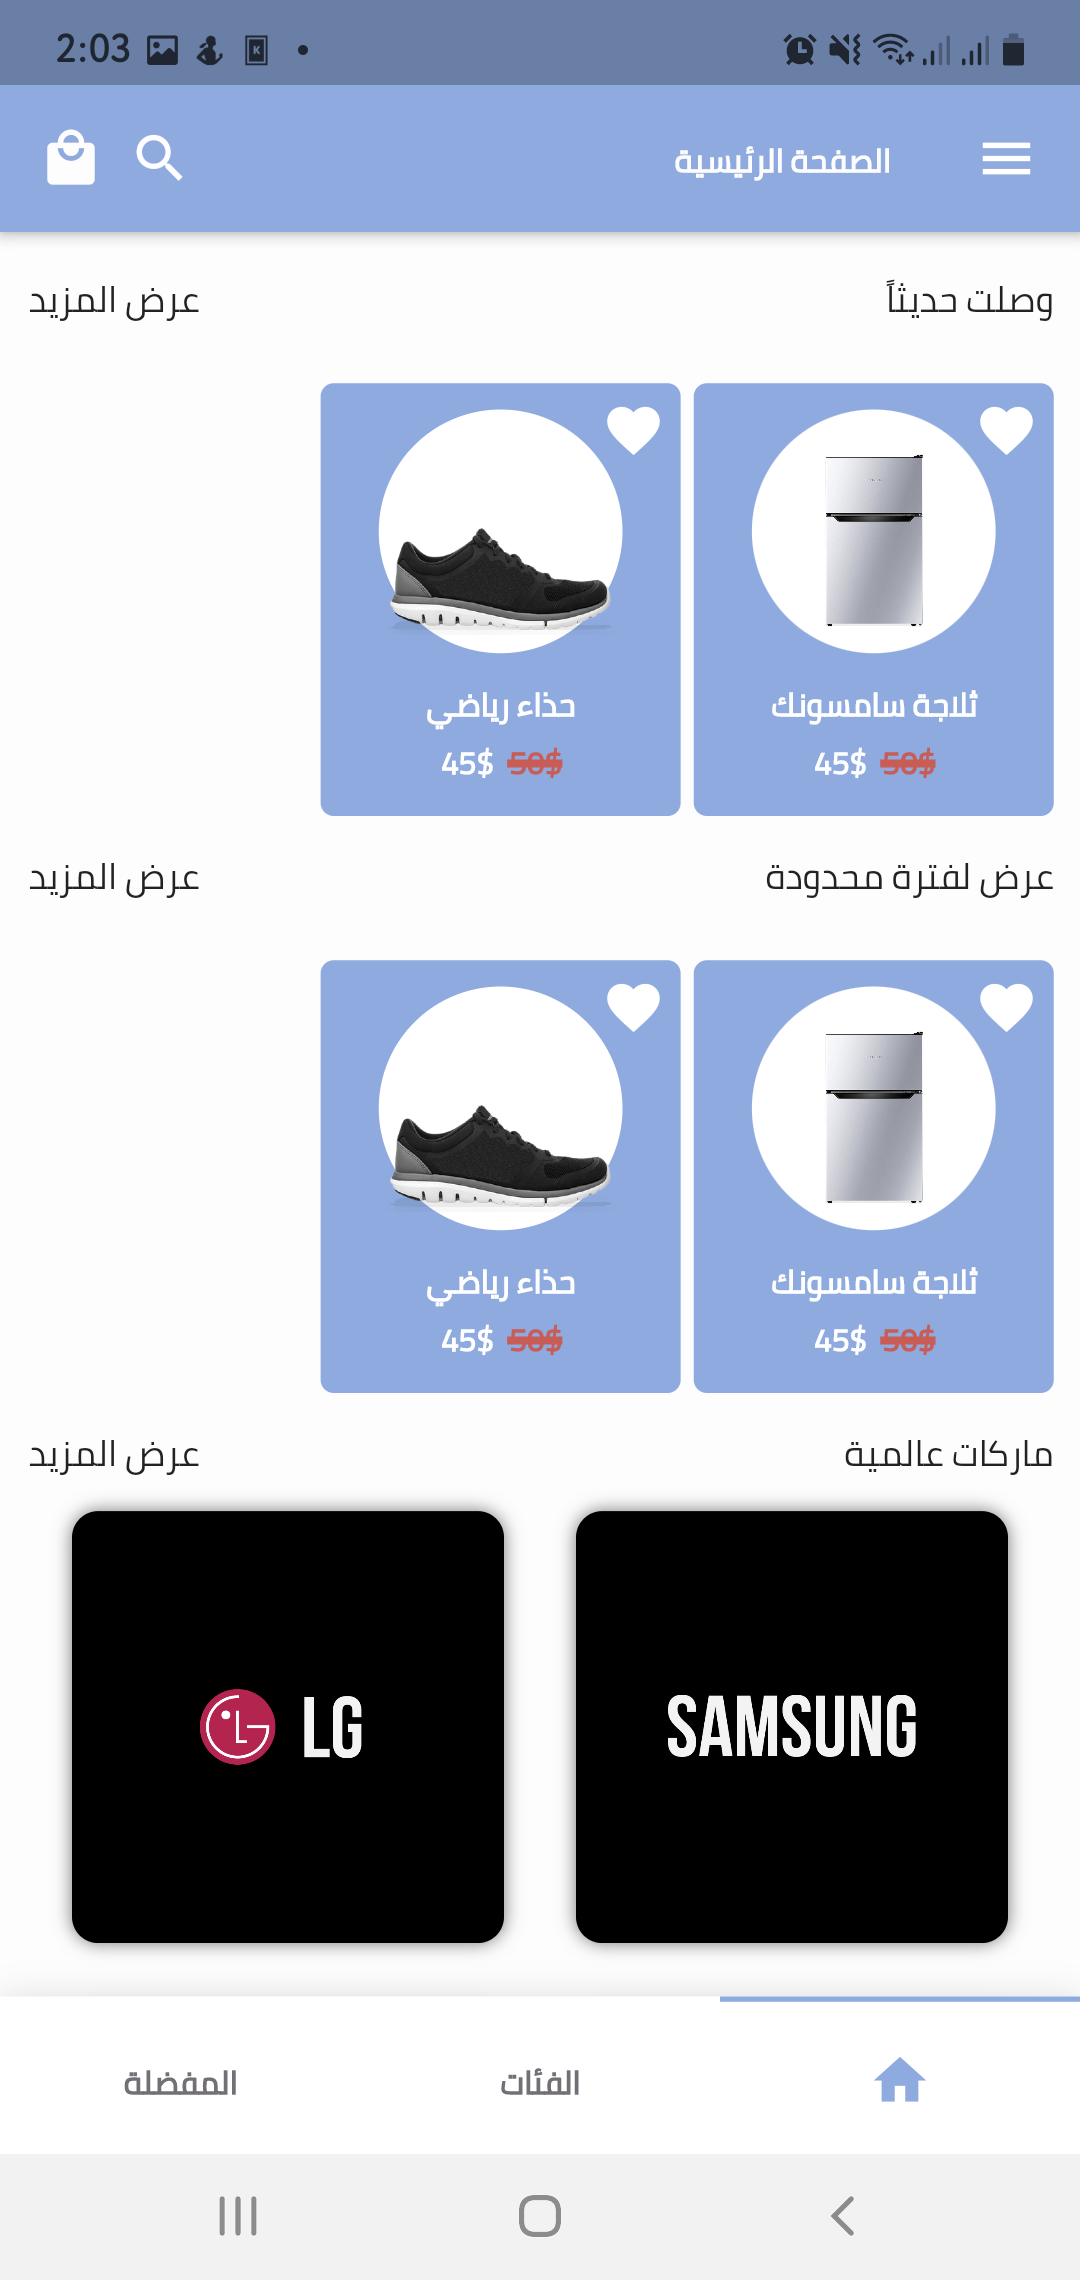 2:03
الصفحة الرئيسية
وصلت حديثاً
عرض المزيد
ثلاجة سامسونك
50$ 45$
حذاء رياضي
50$ 45$
عرض لفترة محدودة
عرض المزيد
ثلاجة سامسونك
50$ 45$
حذاء رياضي
50$ 45$
ماركات عالمية
عرض المزيد
SAMSUNG
LG
الفئات
المفضلة